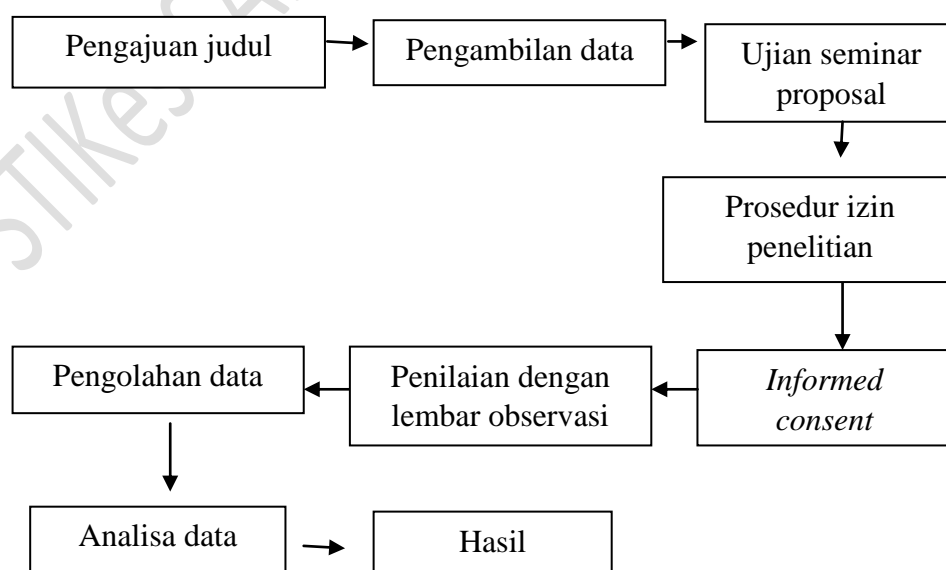 Pengajuan judul
Pengambilan data
Ujian seminar
proposal
Prosedur izin
penelitian
Informed
consent
Penilaian dengan
lembar observasi
Pengolahan data
Analisa data
Hasil
STIKes